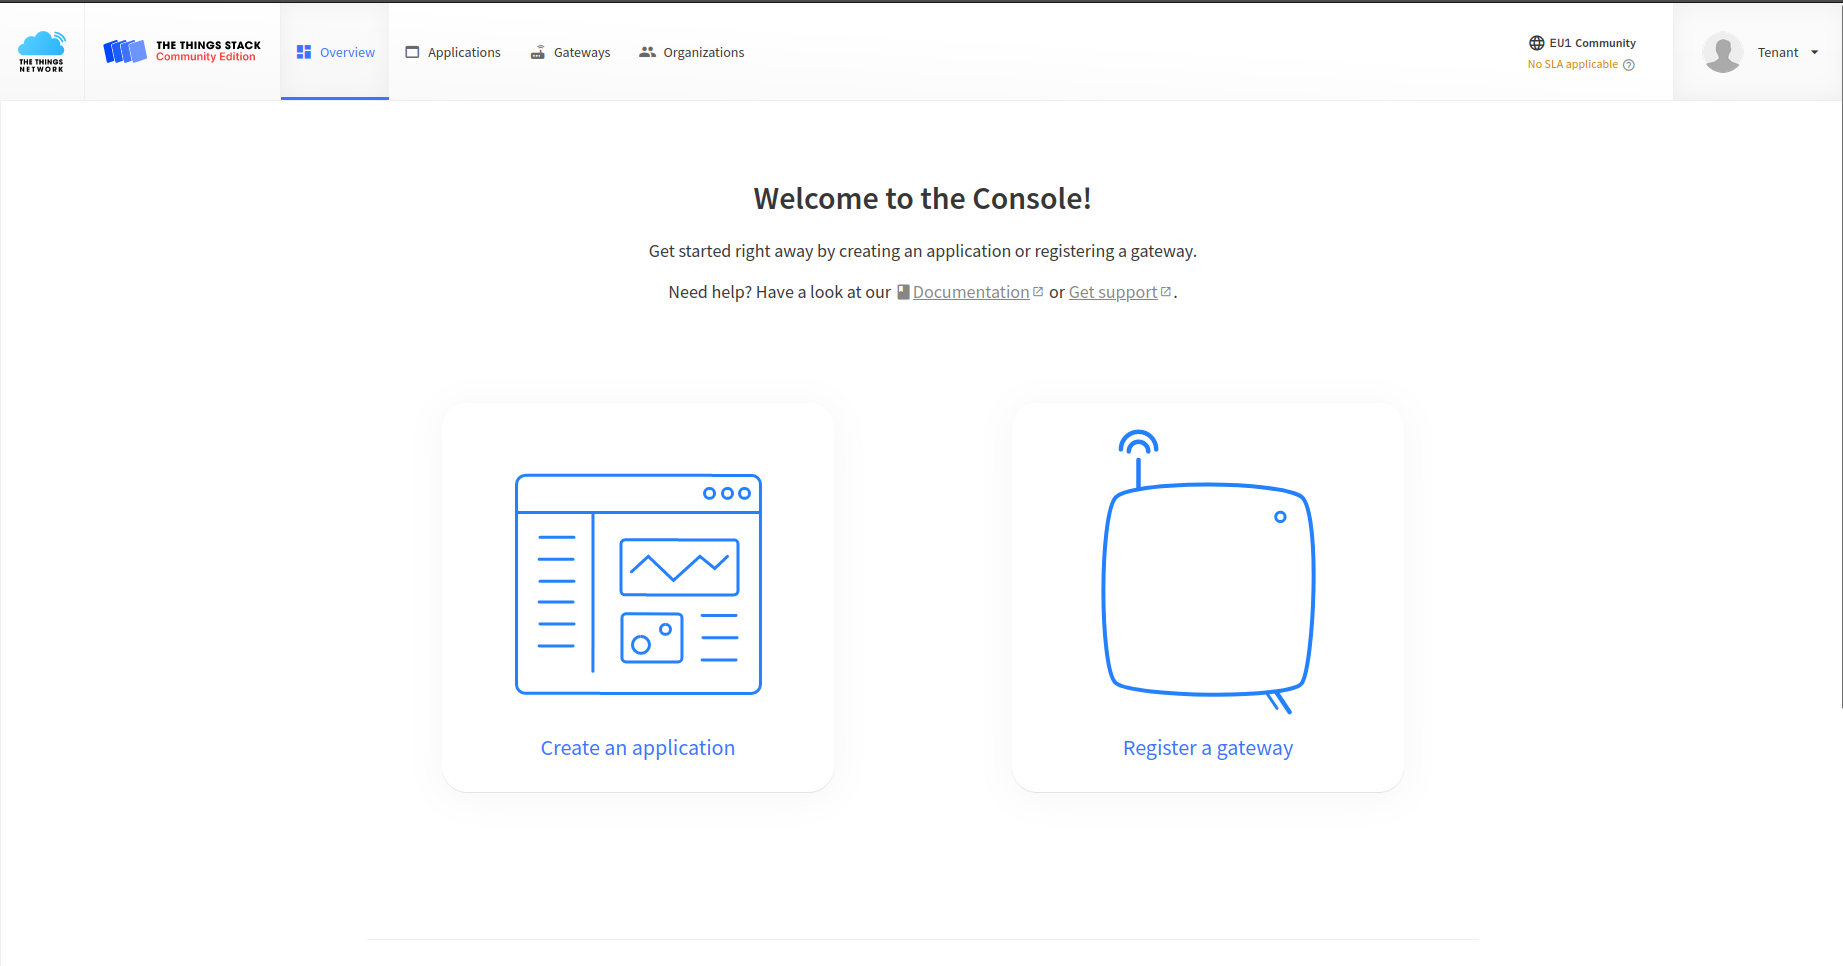 THE THINGS
NETWORK
THE THINGS STACK
Community Edition
Overview
Applications
Gateways
Organizations
EU1 Community
No SLA applicable
Tenant
Welcome to the Console!
Get started right away by creating an application or registering a gateway.
Need help? Have a look at our Documentation or Get support.
Create an application
Register a gateway